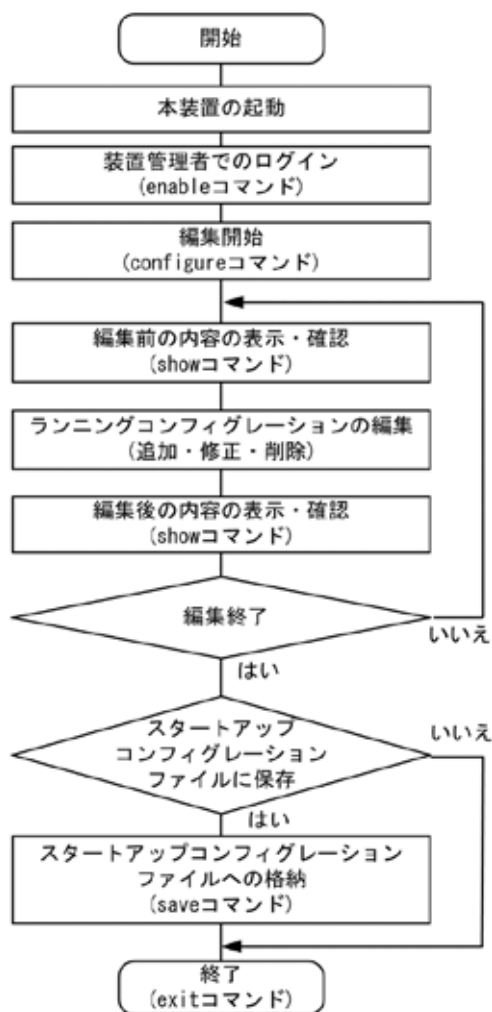 開始
本装置の起動
装置管理者でのログイン
(enableコマンド)
編集開始
(configureコマンド)
編集前の内容の表示・確認
(showコマンド)
ランニングコンフィグレーションの編集
(追加・修正・削除)
編集後の内容の表示・確認
(showコマンド)
編集終了
いいえ
はい
スタートアップ
コンフィグレーション
ファイルに保存
いいえ
はい
スタートアップコンフィグレーション
ファイルへの格納
(saveコマンド)
終了
(exitコマンド)